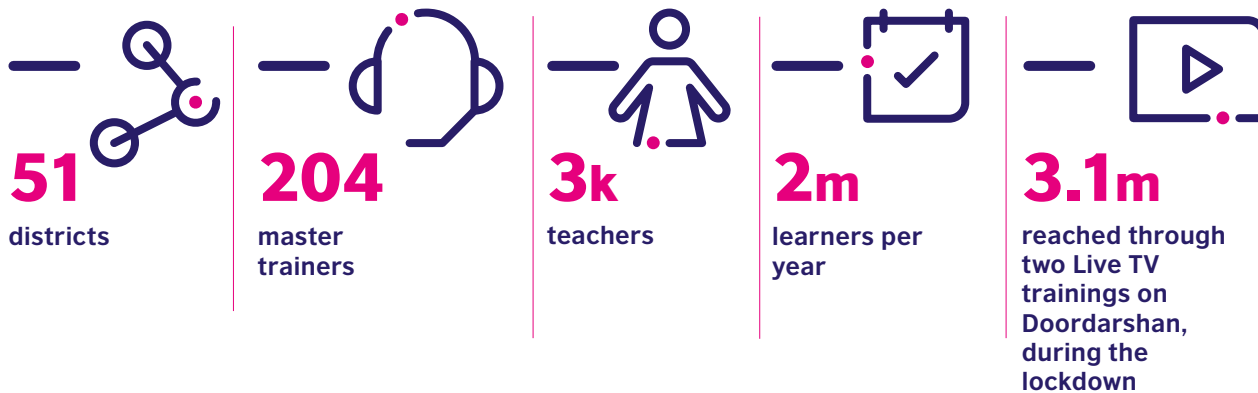 51
districts
204
master
trainers
3k
teachers
2m
learners per
year
3.1m
reached through
two Live TV
trainings on
Doordarshan,
during the
lockdown